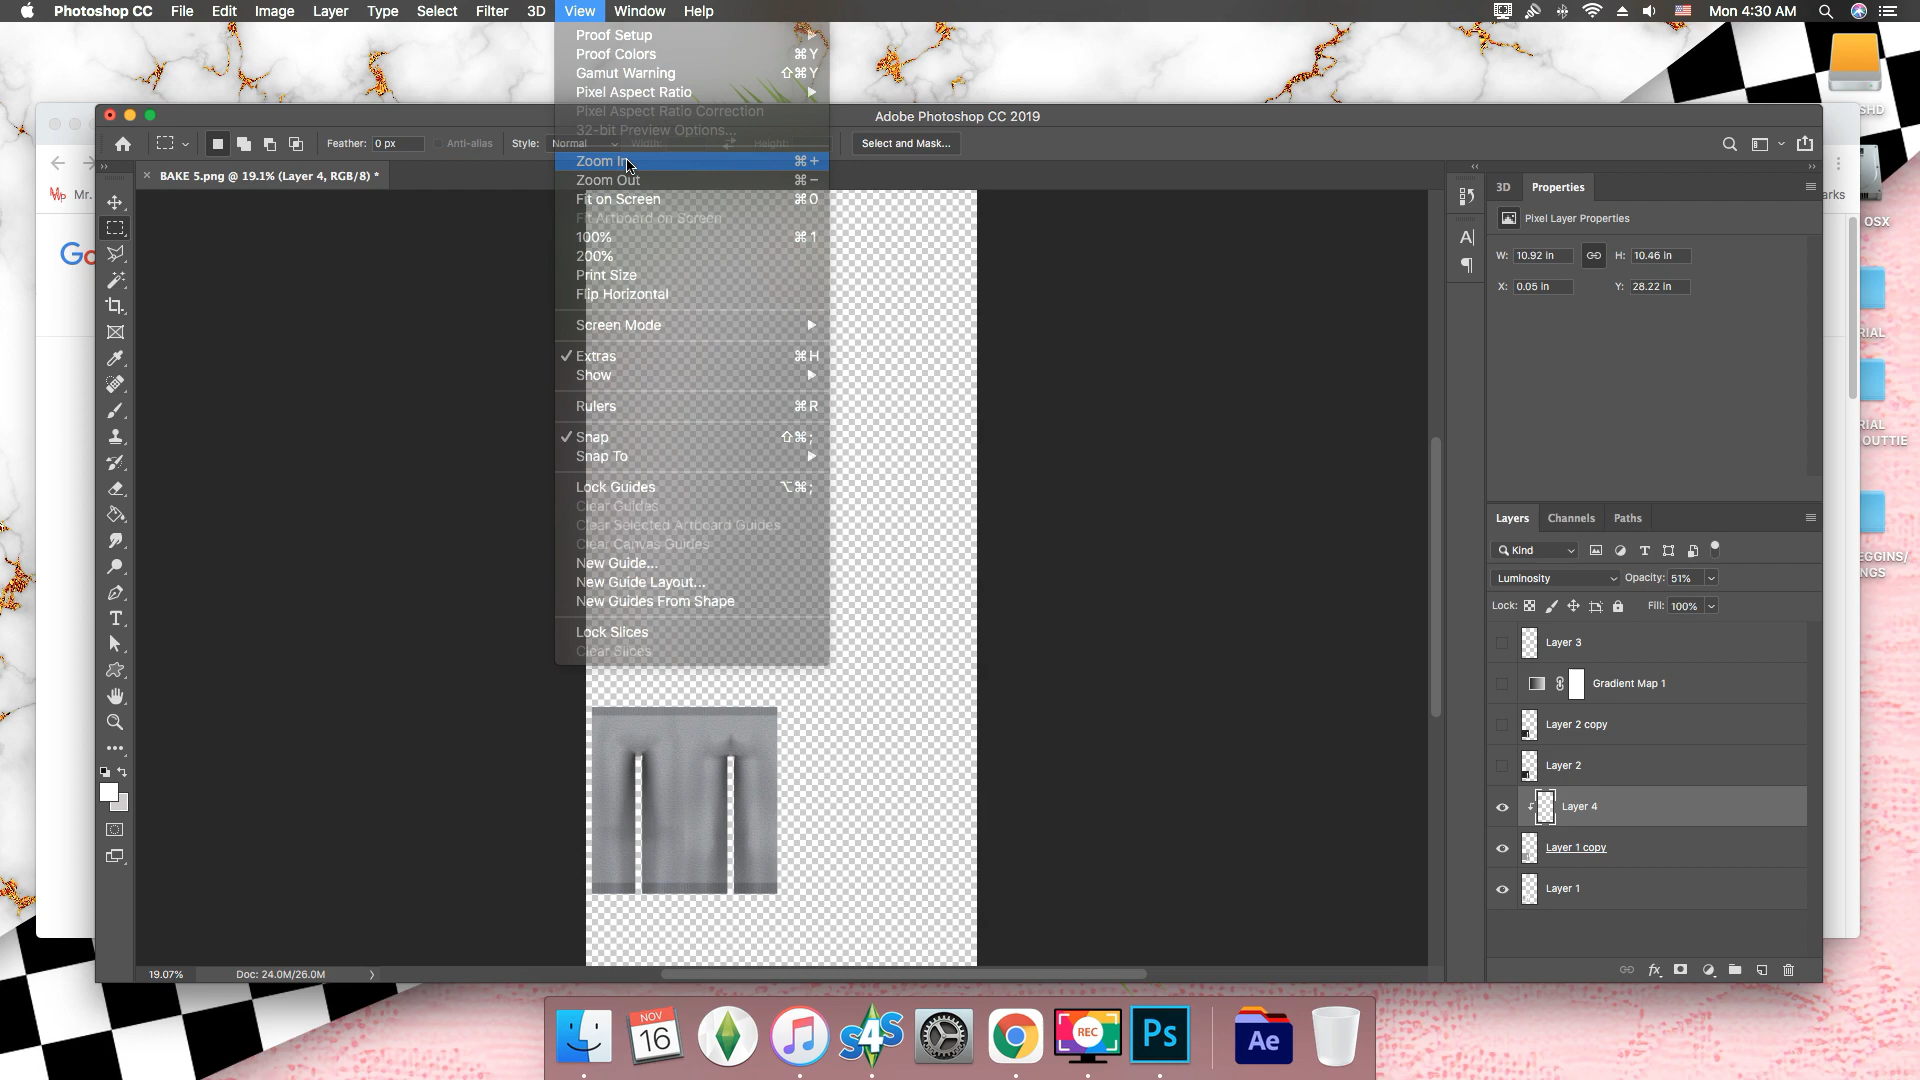 Photoshop CC File Edit Image Layer Type Select Filter 3D View Window Help Mon 4:30 AM
Proof Setup
Proof Colors ⌘Y
Gamut Warning ⇧⌘Y
Pixel Aspect Ratio
Pixel Aspect Ratio Correction
32-bit Preview Options...
Zoom In ⌘+
Zoom Out ⌘−
Fit on Screen ⌘0
Fit Artboard on Screen
100% ⌘1
200%
Print Size
Flip Horizontal
Screen Mode
✓ Extras ⌘H
Show
Rulers ⌘R
✓ Snap ⇧⌘;
Snap To
Lock Guides ⌥⌘;
Clear Guides
Clear Selected Artboard Guides
Clear Canvas Guides
New Guide...
New Guide Layout...
New Guides From Shape
Lock Slices
Clear Slices
Adobe Photoshop CC 2019
Feather: 0 px Anti-alias Style: Normal Width: Height: Select and Mask...
BAKE 5.png @ 19.1% (Layer 4, RGB/8) *
Mr.
Go
3D Properties
Pixel Layer Properties
W: 10.92 in H: 10.46 in
X: 0.05 in Y: 28.22 in
Layers Channels Paths
Kind
Luminosity Opacity: 51%
Lock: Fill: 100%
Layer 3
Gradient Map 1
Layer 2 copy
Layer 2
Layer 4
Layer 1 copy
Layer 1
fx
19.07% Doc: 24.0M/26.0M
SHD
arks
OSX
RIAL
RIAL
OUTTIE
EGGINS/
NGS
NOV
16
S4S
REC
Ps
Ae